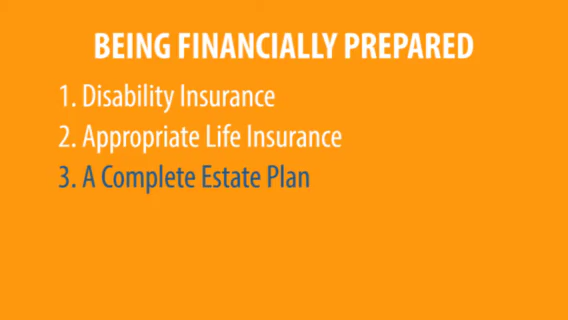 BEING FINANCIALLY PREPARED
1. Disability Insurance
2. Appropriate Life Insurance
3. A Complete Estate Plan